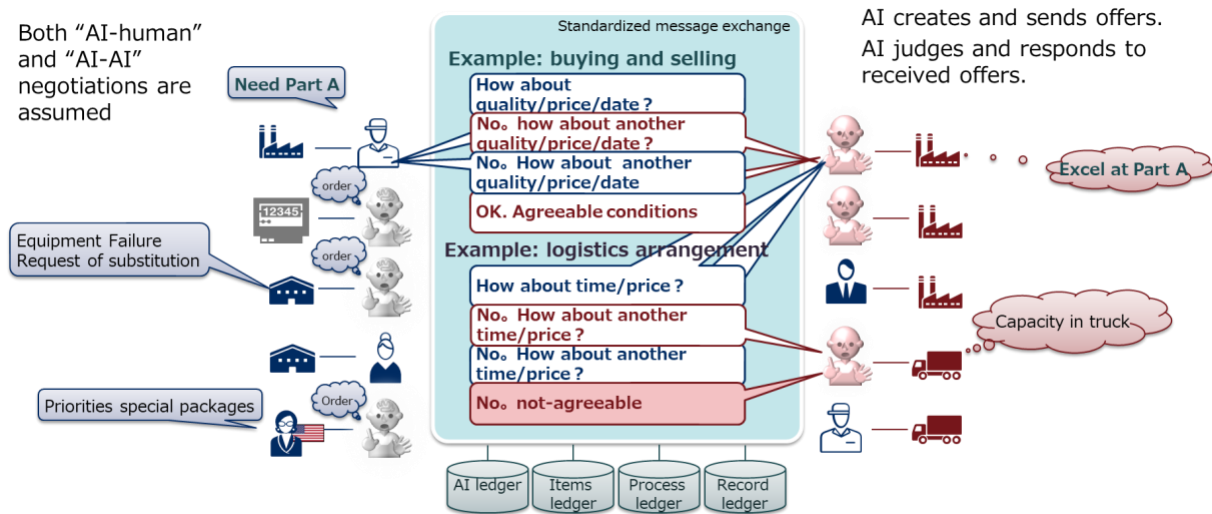 Both “AI-human”
and “AI-AI”
negotiations are
assumed
Need Part A
order
12345
Equipment Failure
Request of substitution
order
Priorities special packages
Order
Standardized message exchange
Example: buying and selling
How about
quality/price/date？
No。how about another
quality/price/date？
No。How about  another
quality/price/date
OK. Agreeable conditions
Example: logistics arrangement
How about time/price？
No。How about another
time/price？
No。How about another
time/price？
No。not-agreeable
AI ledger
Items
ledger
Process
ledger
Record
ledger
AI creates and sends offers.
AI judges and responds to
received offers.
Excel at Part A
Capacity in truck